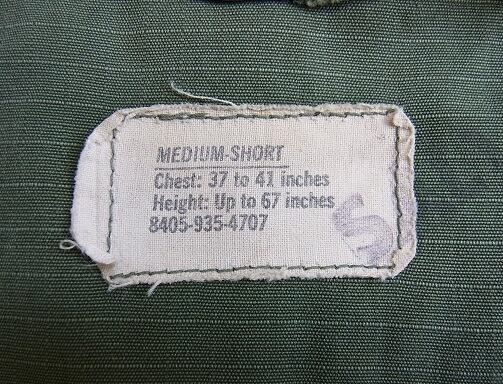 MEDIUM-SHORT
Chest: 37 to 41 inches
Height: Up to 67 inches
8405-935-4707
S